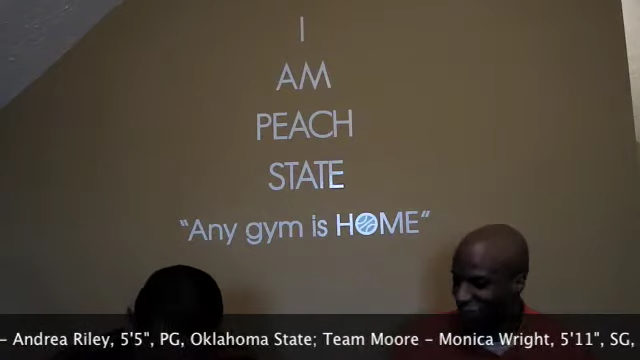 I
AM
PEACH
STATE
“Any gym is HOME“
- Andrea Riley, 5'5", PG, Oklahoma State; Team Moore - Monica Wright, 5'11", SG,